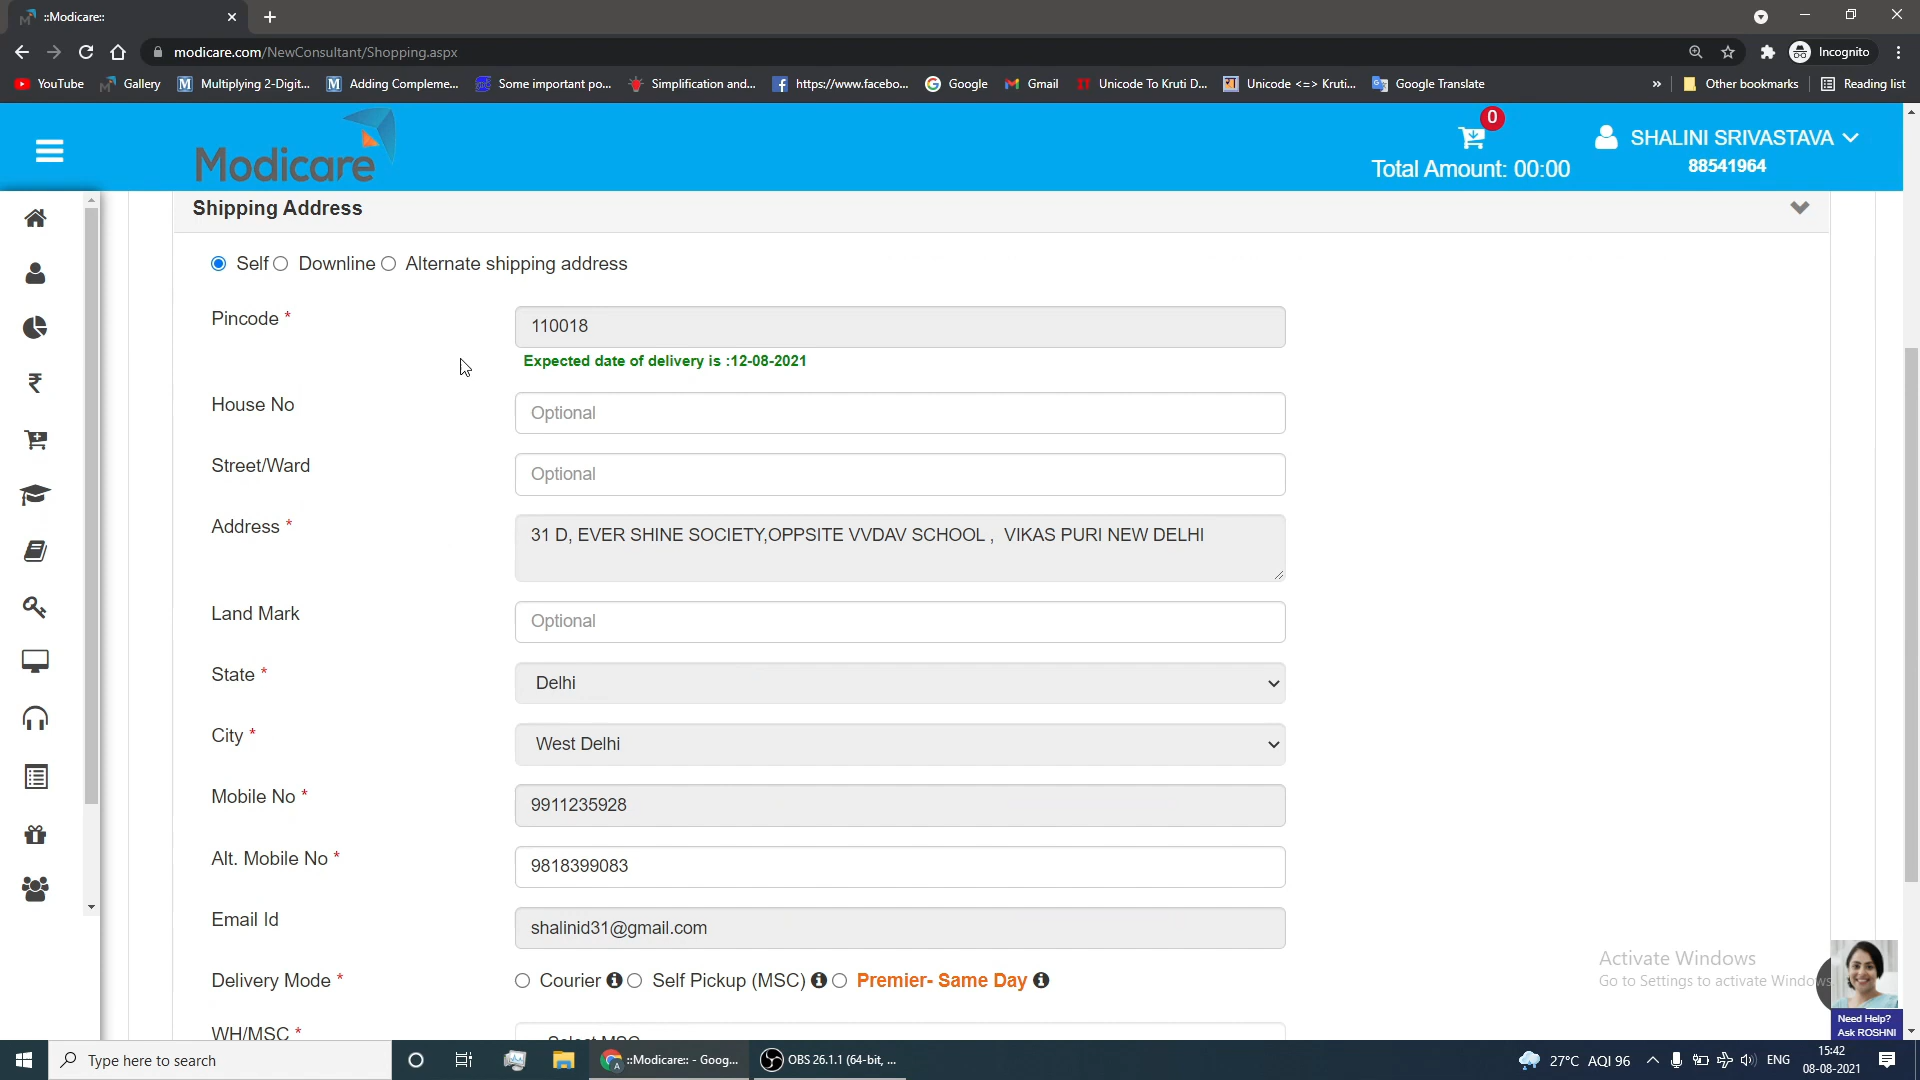 ::Modicare::
modicare.com/NewConsultant/Shopping.aspx
Incognito
YouTube
Gallery
Multiplying 2-Digit...
Adding Compleme...
Some important po...
Simplification and...
https://www.facebo...
Google
Gmail
Unicode To Kruti D...
Unicode <=> Kruti...
Google Translate
»
Other bookmarks
Reading list
Modicare
0
Total Amount: 00:00
SHALINI SRIVASTAVA
88541964
Shipping Address
Self Downline Alternate shipping address
Pincode *
110018
Expected date of delivery is :12-08-2021
House No
Optional
Street/Ward
Optional
Address *
31 D, EVER SHINE SOCIETY,OPPSITE VVDAV SCHOOL , VIKAS PURI NEW DELHI
Land Mark
Optional
State *
Delhi
City *
West Delhi
Mobile No *
9911235928
Alt. Mobile No *
9818399083
Email Id
shalinid31@gmail.com
Delivery Mode *
Courier Self Pickup (MSC) Premier- Same Day
WH/MSC *
Select MSC
Activate Windows
Go to Settings to activate Windows.
Need Help?
Ask ROSHNI
Type here to search
::Modicare:: - Goog...
OBS 26.1.1 (64-bit, ...
27°C AQI 96
ENG
15:42
08-08-2021